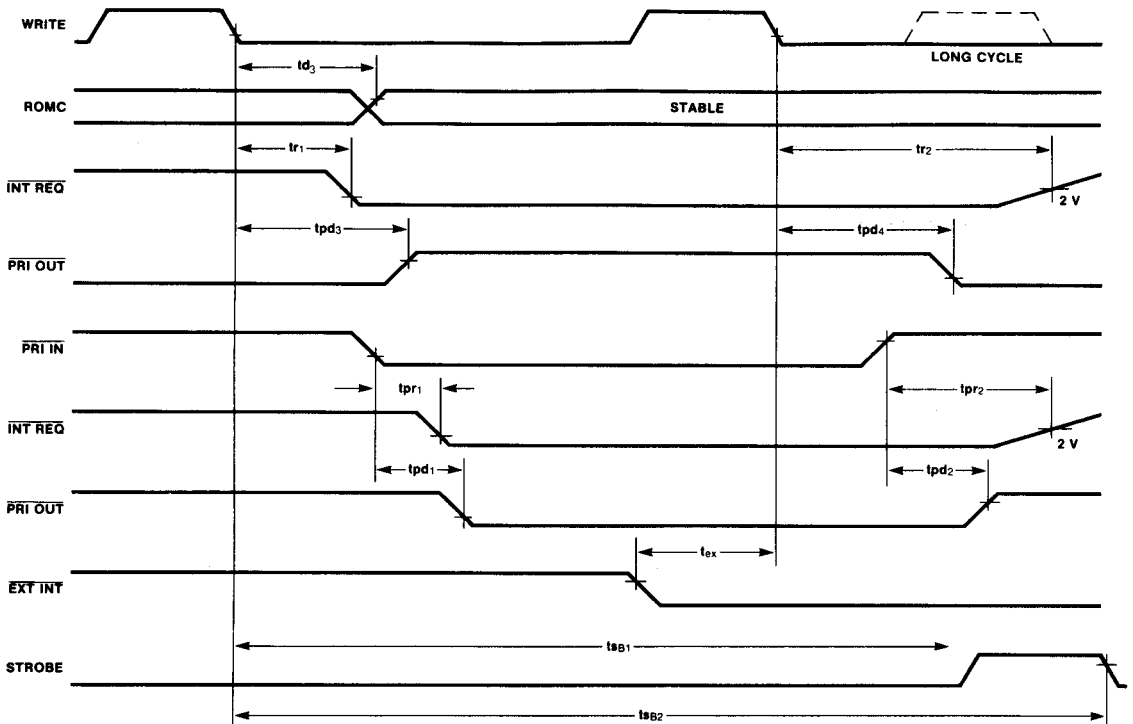 WRITE
LONG CYCLE
td₃
ROMC
STABLE
tr₁
tr₂
INT REQ
2 V
tpd₃
tpd₄
PRI OUT
PRI IN
tpr₁
tpr₂
INT REQ
2 V
tpd₁
tpd₂
PRI OUT
tex
EXT INT
tsB1
STROBE
tsB2